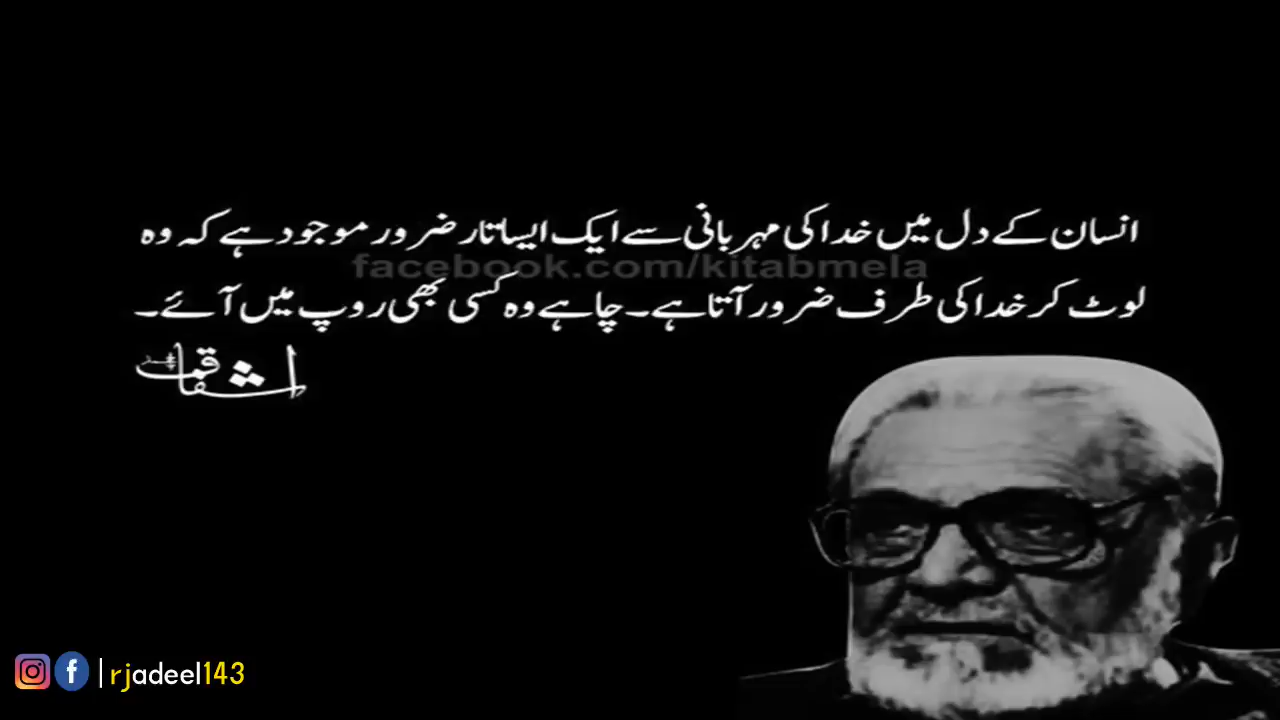 انسان کے دل میں خدا کی مہربانی سے ایک ایسا تار ضرور موجود ہے کہ وہ
facebook.com/kitabmela
لوٹ کر خدا کی طرف ضرور آتا ہے۔ چاہے وہ کسی بھی روپ میں آئے۔
اشفاق احمد
rjadeel143